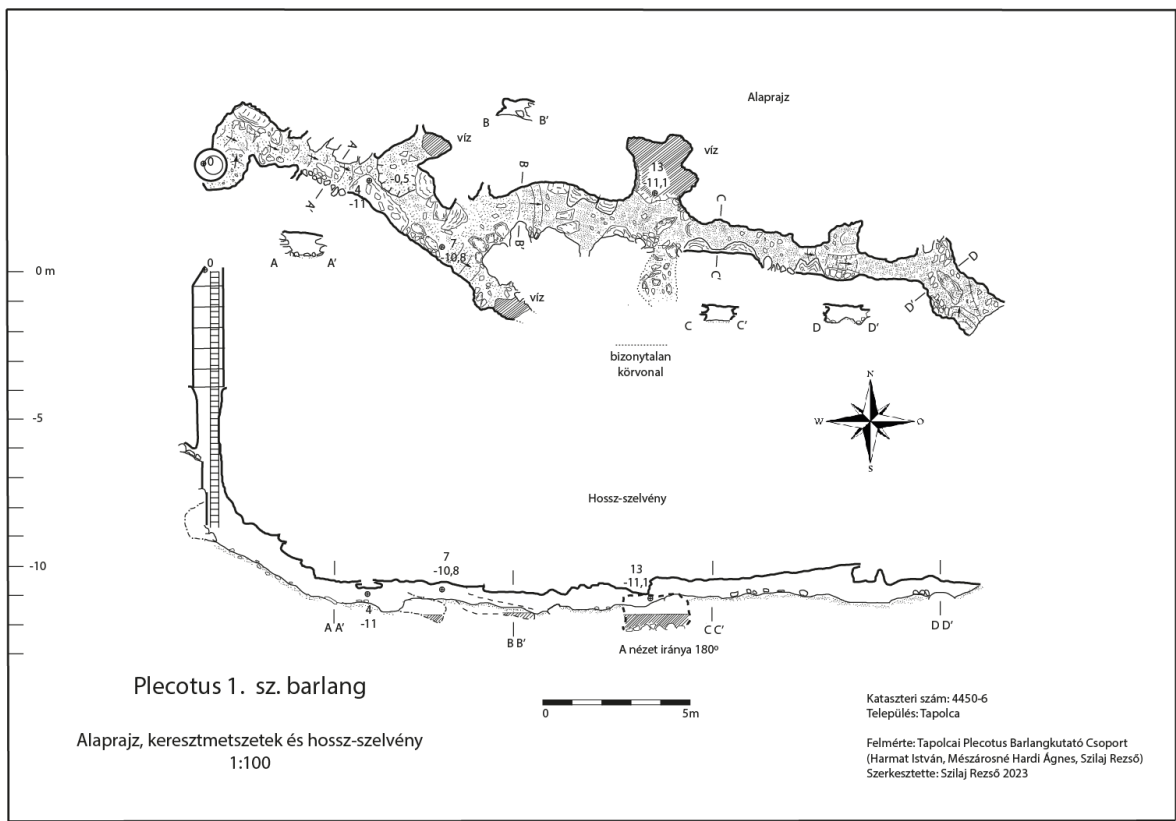 Alaprajz
B B'
víz
víz
0
A
-0,5
4
-11
A'
B
13
-11,1
7
-10,8
B'
C
C'
víz
D
D'
A A'
0 m
0
C C'
D D'
bizonytalan
körvonal
N
W O
S
-5
Hossz-szelvény
-10
7
-10,8
13
-11,1
4
-11
A A'
B B'
C C'
D D'
A nézet iránya 180º
Plecotus 1. sz. barlang
0 5m
Alaprajz, keresztmetszetek és hossz-szelvény
1:100
Kataszteri szám: 4450-6
Település: Tapolca
Felmérte: Tapolcai Plecotus Barlangkutató Csoport
(Harmat István, Mészárosné Hardi Ágnes, Szilaj Rezső)
Szerkesztette: Szilaj Rezső 2023